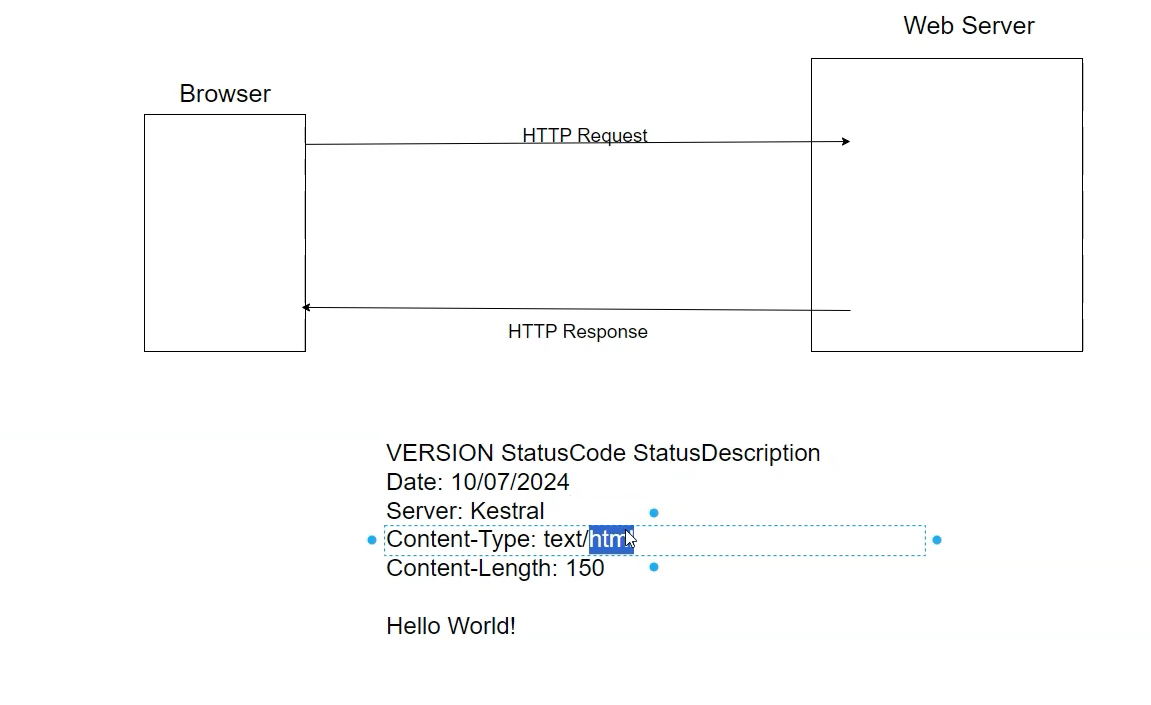 Web Server
Browser
HTTP Request
HTTP Response
VERSION StatusCode StatusDescription
Date: 10/07/2024
Server: Kestral
Content-Type: text/html
Content-Length: 150
Hello World!